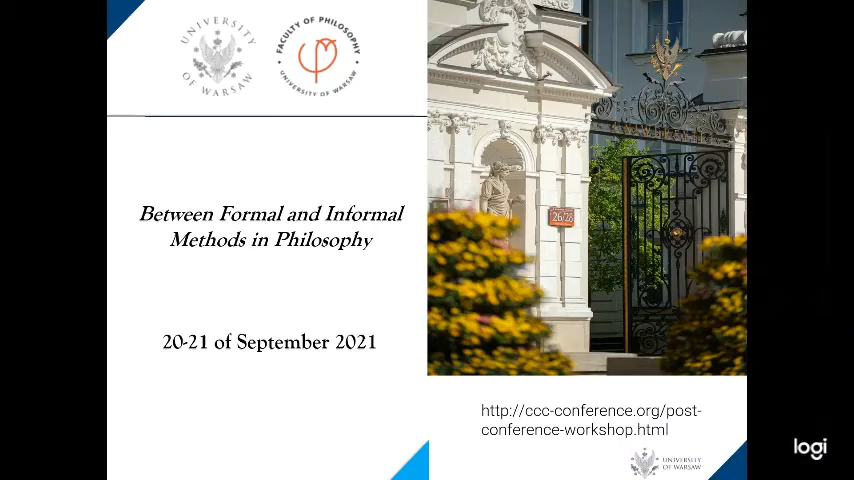 UNIVERSITY OF WARSAW
FACULTY OF PHILOSOPHY
UNIVERSITY OF WARSAW
Between Formal and Informal
Methods in Philosophy
20-21 of September 2021
26/28
http://ccc-conference.org/post-
conference-workshop.html
UNIVERSITY
OF WARSAW
logi